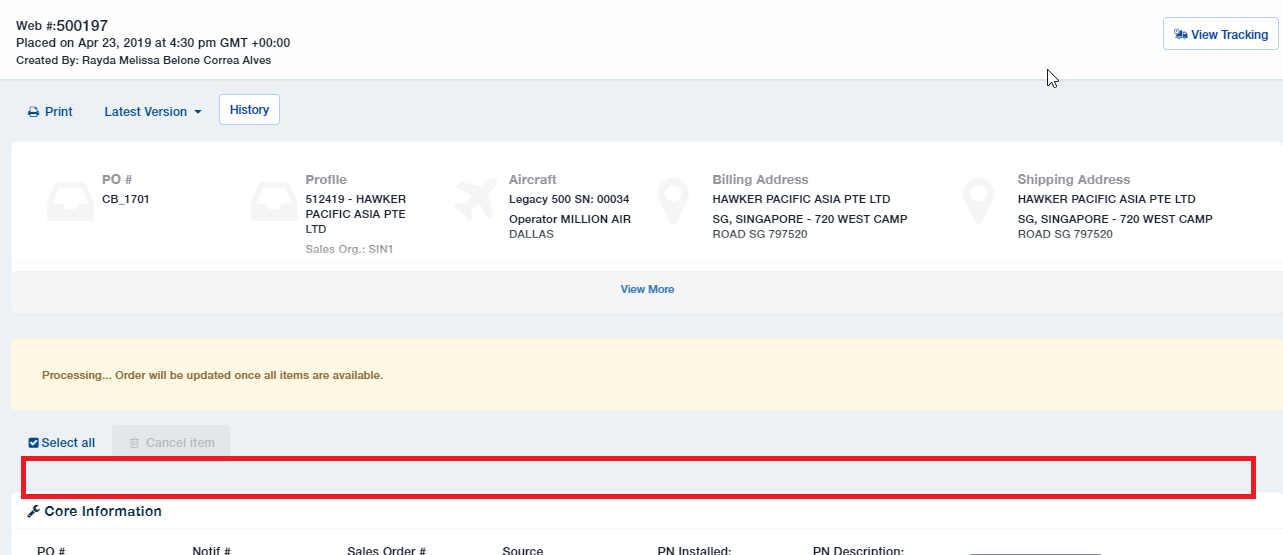 Web #:500197
Placed on Apr 23, 2019 at 4:30 pm GMT +00:00
Created By: Rayda Melissa Belone Correa Alves
View Tracking
Print
Latest Version
History
PO #
CB_1701
Profile
512419 - HAWKER
PACIFIC ASIA PTE
LTD
Sales Org.: SIN1
Aircraft
Legacy 500 SN: 00034
Operator MILLION AIR
DALLAS
Billing Address
HAWKER PACIFIC ASIA PTE LTD
SG, SINGAPORE - 720 WEST CAMP
ROAD SG 797520
Shipping Address
HAWKER PACIFIC ASIA PTE LTD
SG, SINGAPORE - 720 WEST CAMP
ROAD SG 797520
View More
Processing... Order will be updated once all items are available.
Select all
Cancel item
Core Information
PO #
Notif #
Sales Order #
Source
PN Installed:
PN Description: